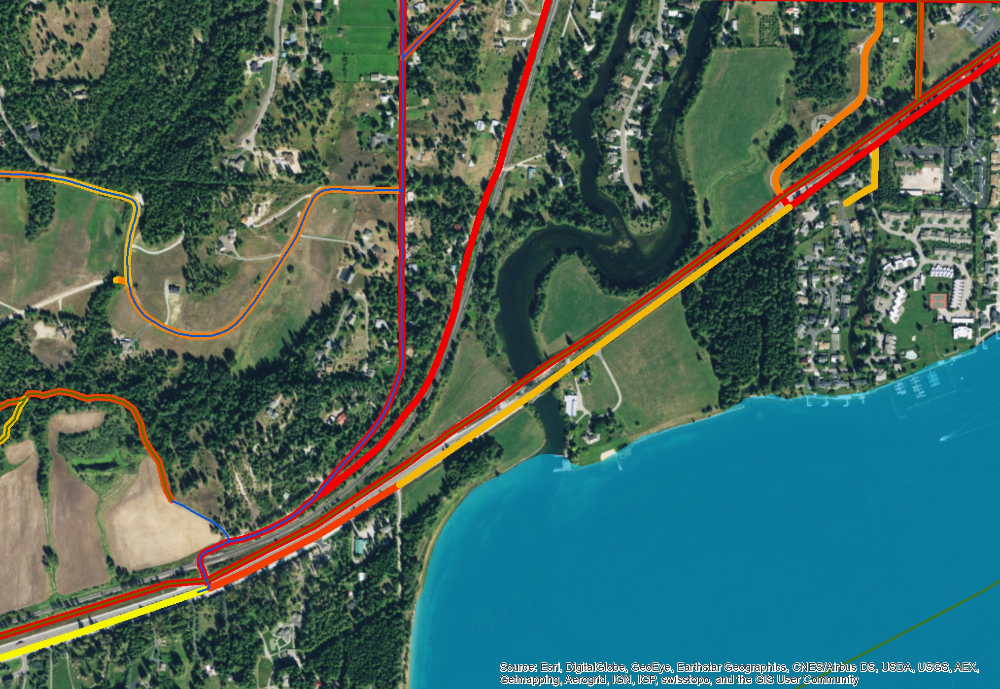 Source: Esri, DigitalGlobe, GeoEye, Earthstar Geographics, CNES/Airbus DS, USDA, USGS, AEX,
Getmapping, Aerogrid, IGN, IGP, swisstopo, and the GIS User Community